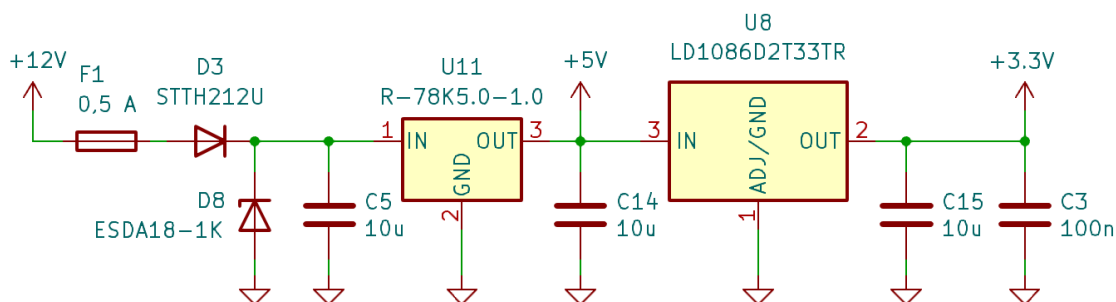 +12V
F1
0,5 A
D3
STTH212U
D8
ESDA18-1K
C5
10u
U11
R-78K5.0-1.0
1
IN
OUT
3
GND
2
+5V
C14
10u
U8
LD1086D2T33TR
3
IN
OUT
2
ADJ/GND
1
C15
10u
+3.3V
C3
100n